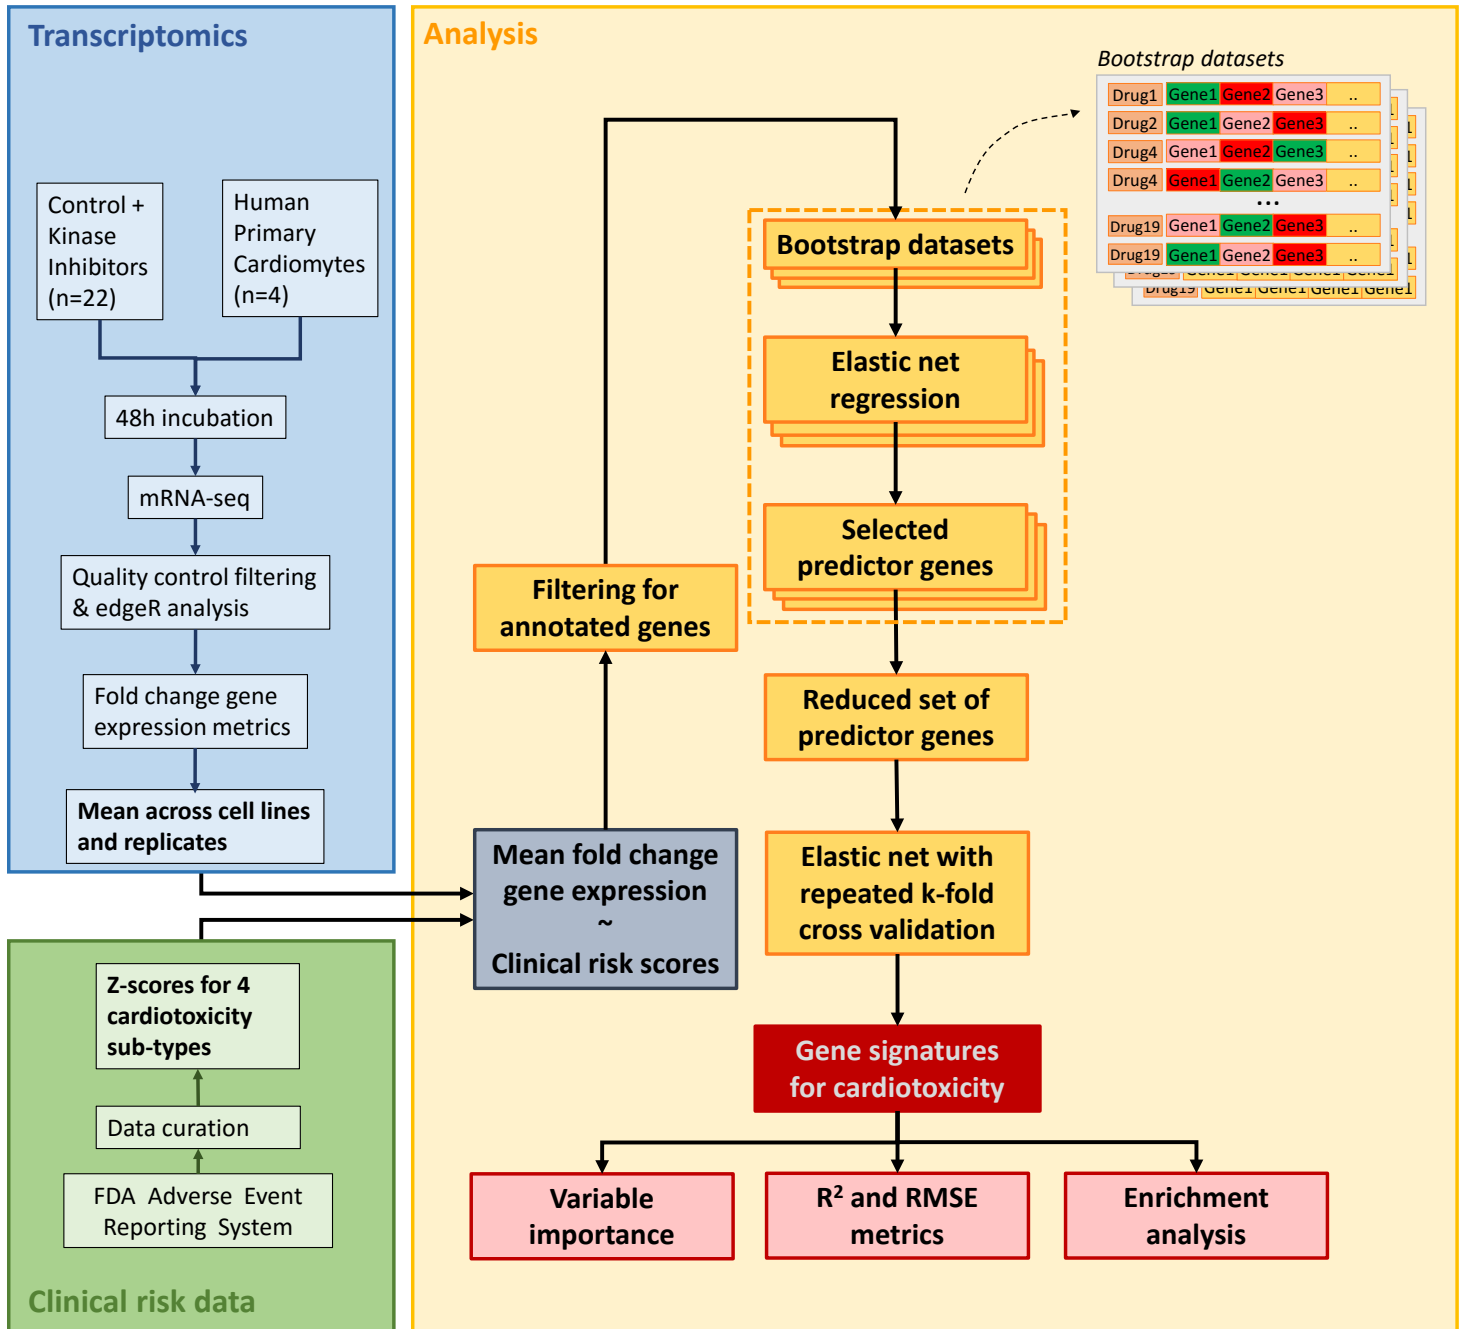 Transcriptomics
Control +
Kinase
Inhibitors
(n=22)
Human
Primary
Cardiomytes
(n=4)
48h incubation
mRNA-seq
Quality control filtering
& edgeR analysis
Fold change gene
expression metrics
Mean across cell lines
and replicates
Z-scores for 4
cardiotoxicity
sub-types
Data curation
FDA Adverse Event
Reporting System
Clinical risk data
Analysis
Mean fold change
gene expression
~
Clinical risk scores
Filtering for
annotated genes
Bootstrap datasets
Drug1 Gene1 Gene2 Gene3 ..
Drug2 Gene1 Gene2 Gene3 ..
Drug4 Gene1 Gene2 Gene3 ..
Drug4 Gene1 Gene2 Gene3 ..
...
Drug19 Gene1 Gene2 Gene3 ..
Drug19 Gene1 Gene2 Gene3 ..
Drug19 Gene1 Gene1 Gene1 Gene1
Bootstrap datasets
Elastic net
regression
Selected
predictor genes
Reduced set of
predictor genes
Elastic net with
repeated k-fold
cross validation
Gene signatures
for cardiotoxicity
Variable
importance
R² and RMSE
metrics
Enrichment
analysis